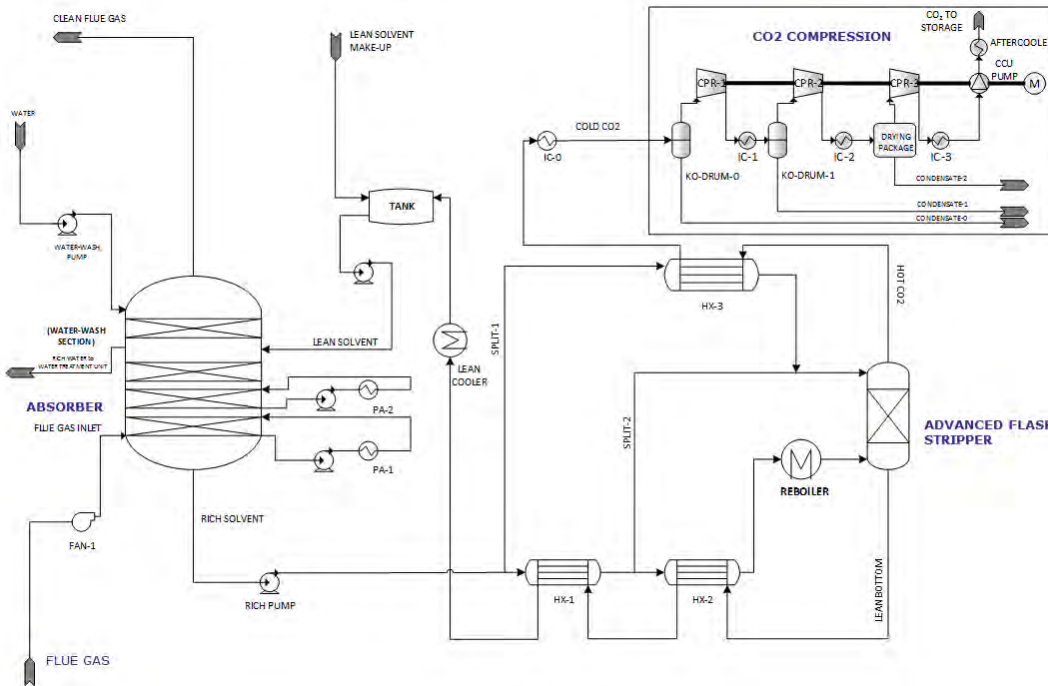 CLEAN FLUE GAS
LEAN SOLVENT
MAKE-UP
WATER
WATER-WASH
PUMP
(WATER-WASH
SECTION)
RICH WATER to
WATER TREATMENT UNIT
ABSORBER
FLUE GAS INLET
FAN-1
FLUE GAS
RICH SOLVENT
RICH PUMP
TANK
LEAN SOLVENT
PA-2
PA-1
LEAN
COOLER
SPLIT-1
SPLIT-2
HX-1
HX-2
HX-3
REBOILER
LEAN BOTTOM
HOT CO2
ADVANCED FLASH
STRIPPER
COLD CO2
IC-0
CO2 COMPRESSION
CPR-1
CPR-2
CPR-3
IC-1
IC-2
IC-3
KO-DRUM-0
KO-DRUM-1
DRYING
PACKAGE
CO₂ TO
STORAGE
AFTERCOOLE
CCU
PUMP
M
CONDENSATE-2
CONDENSATE-1
CONDENSATE-0